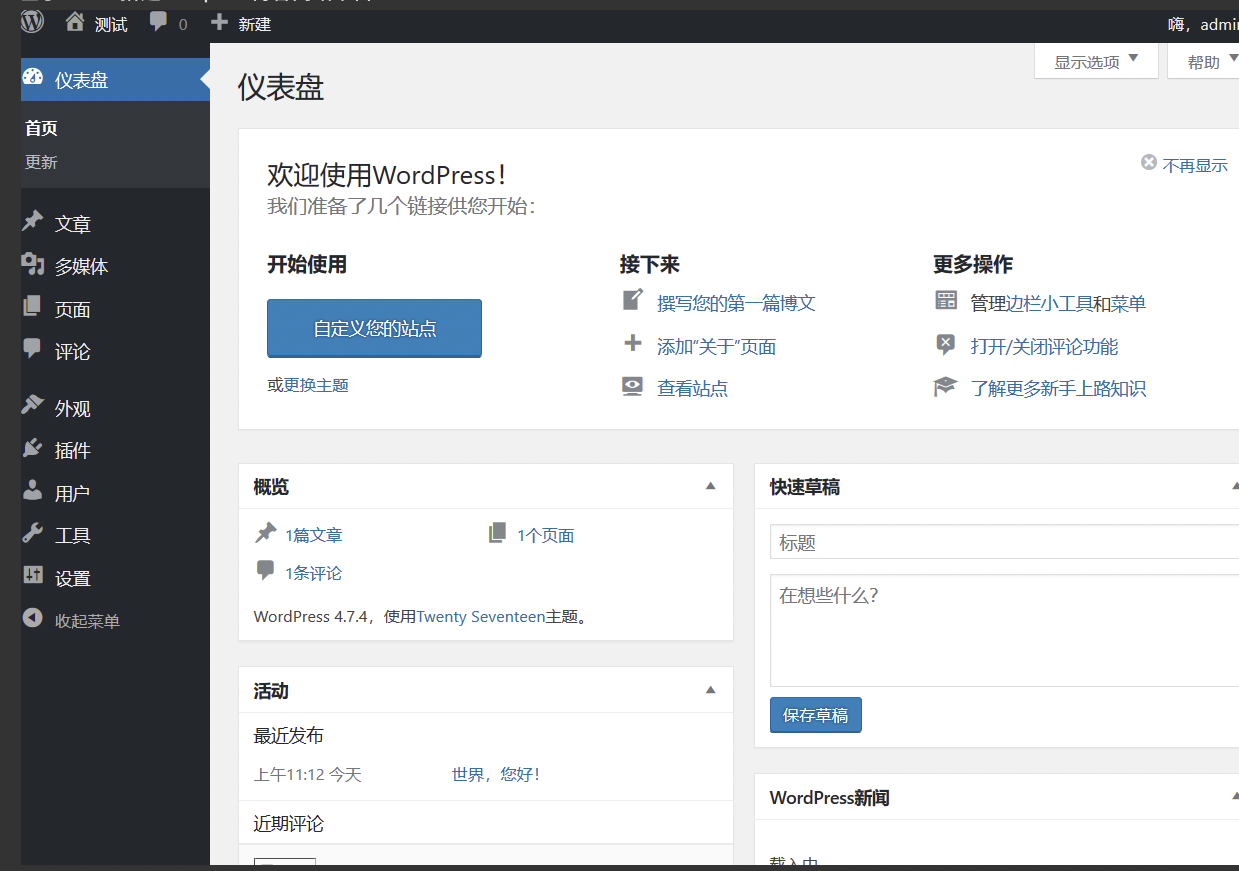 测试 0 新建 嗨，admin
仪表盘
首页
更新
文章
多媒体
页面
评论
外观
插件
用户
工具
设置
收起菜单
显示选项 帮助
仪表盘
欢迎使用WordPress！
不再显示
我们准备了几个链接供您开始：
开始使用
自定义您的站点
或更换主题
接下来
撰写您的第一篇博文
添加“关于”页面
查看站点
更多操作
管理边栏小工具和菜单
打开/关闭评论功能
了解更多新手上路知识
概览
1篇文章 1个页面
1条评论
WordPress 4.7.4，使用Twenty Seventeen主题。
活动
最近发布
上午11:12 今天 世界，您好！
近期评论
快速草稿
标题
在想些什么？
保存草稿
WordPress新闻
载入中